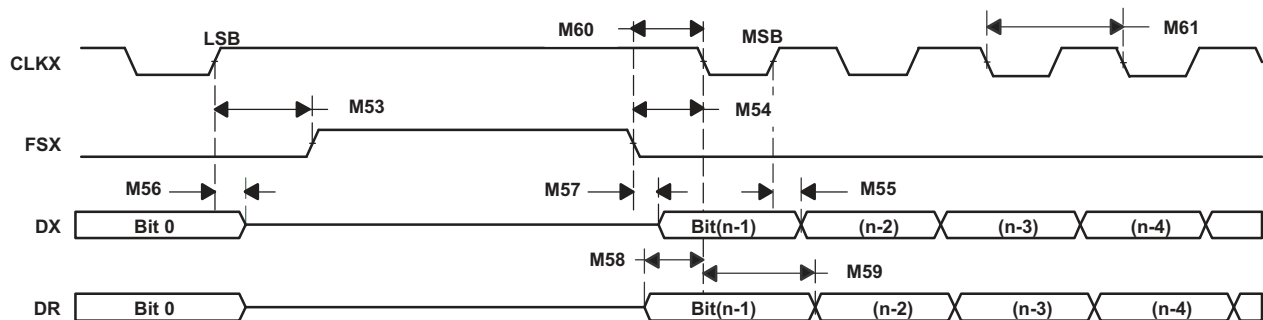 LSB M60 MSB M61
CLKX
M53 M54
FSX
M56 M57 M55
DX Bit 0 Bit(n-1) (n-2) (n-3) (n-4)
M58 M59
DR Bit 0 Bit(n-1) (n-2) (n-3) (n-4)